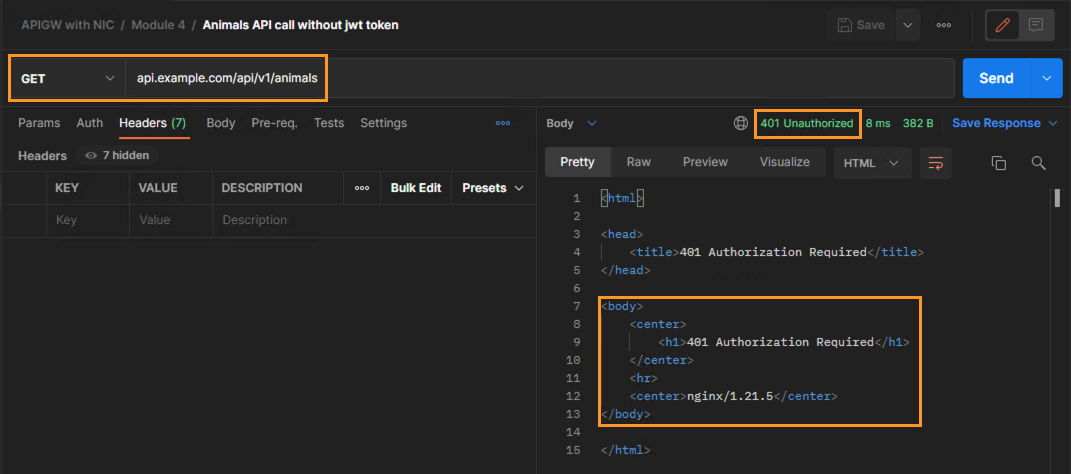 APIGW with NIC / Module 4 / Animals API call without jwt token
Save
GET api.example.com/api/v1/animals
Send
Params Auth Headers (7) Body Pre-req. Tests Settings
Headers 7 hidden
KEY VALUE DESCRIPTION Bulk Edit Presets
Key Value Description
Body 401 Unauthorized 8 ms 382 B Save Response
Pretty Raw Preview Visualize HTML
1 <html>
2
3 <head>
4 <title>401 Authorization Required</title>
5 </head>
6
7 <body>
8 <center>
9 <h1>401 Authorization Required</h1>
10 </center>
11 <hr>
12 <center>nginx/1.21.5</center>
13 </body>
14
15 </html>